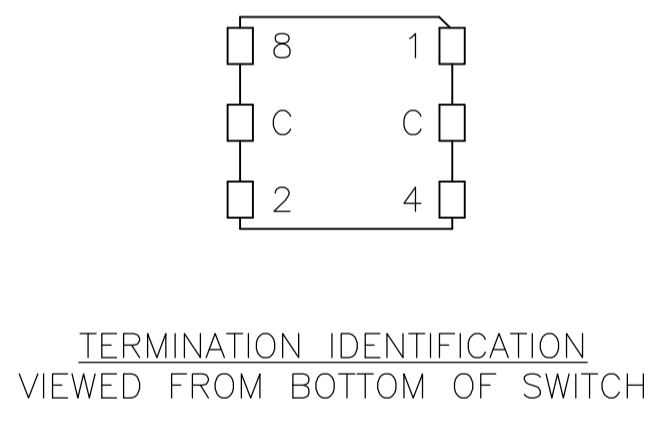 8 1
C C
2 4
TERMINATION IDENTIFICATION
VIEWED FROM BOTTOM OF SWITCH